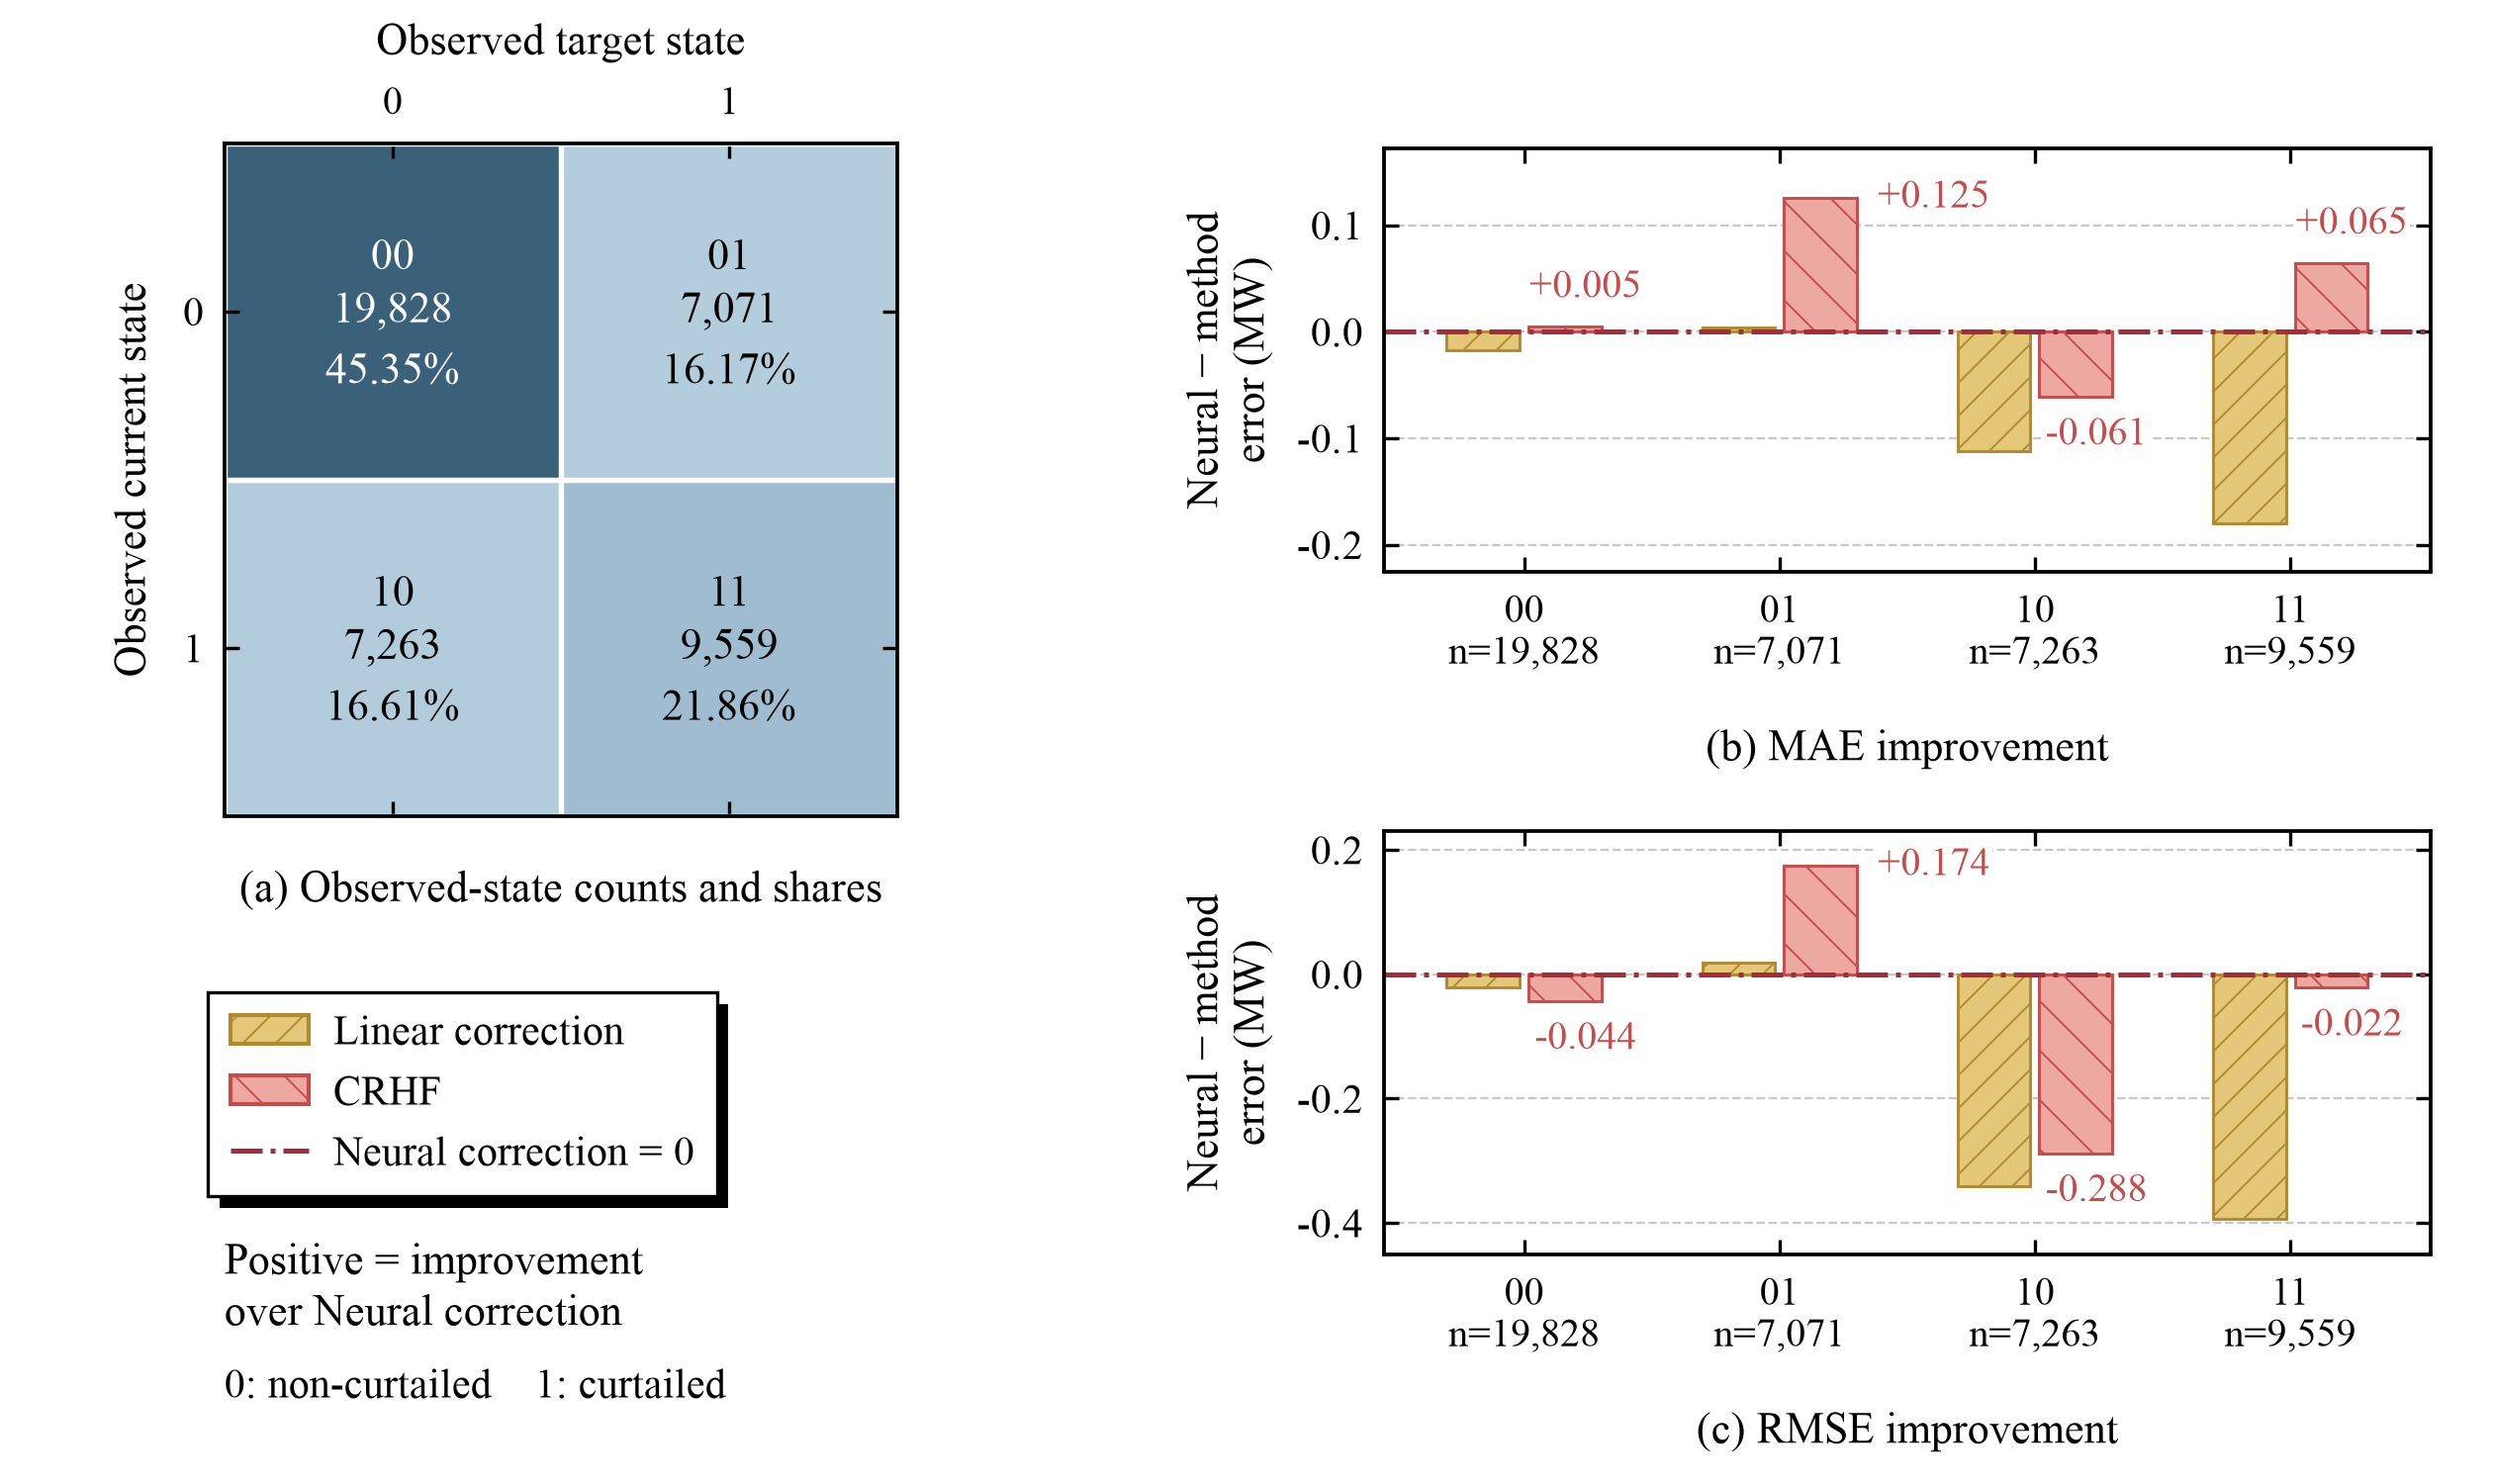 Observed target state
0 1
Observed current state
0
00
19,828
45.35%
01
7,071
16.17%
1
10
7,263
16.61%
11
9,559
21.86%
(a) Observed-state counts and shares
Linear correction
CRHF
Neural correction = 0
Positive = improvement
over Neural correction
0: non-curtailed 1: curtailed
Neural − method
error (MW)
0.1
0.0
-0.1
-0.2
+0.005
+0.125
-0.061
+0.065
00 01 10 11
n=19,828 n=7,071 n=7,263 n=9,559
(b) MAE improvement
Neural − method
error (MW)
0.2
0.0
-0.2
-0.4
-0.044
+0.174
-0.288
-0.022
00 01 10 11
n=19,828 n=7,071 n=7,263 n=9,559
(c) RMSE improvement